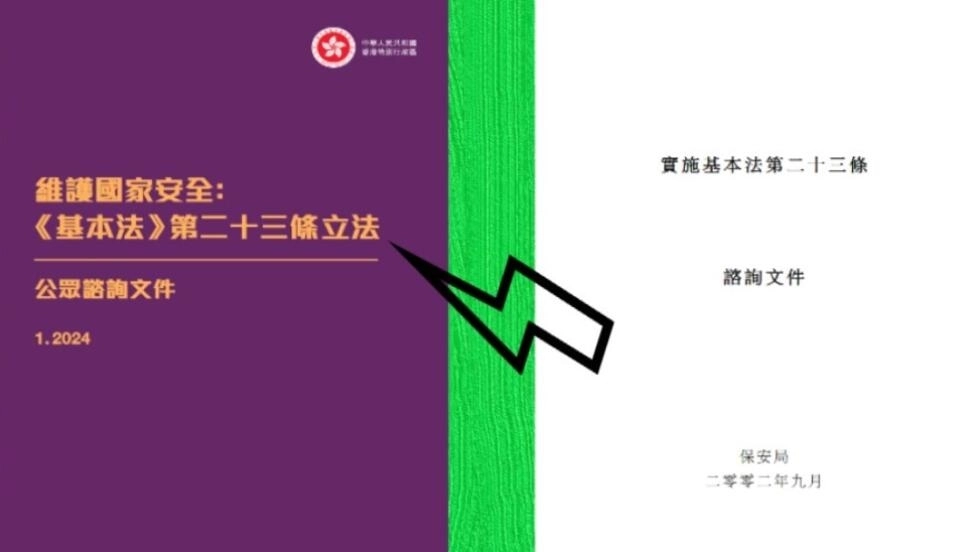 中華人民共和國
香港特別行政區
維護國家安全：
《基本法》第二十三條立法
公眾諮詢文件
1.2024
實施基本法第二十三條
諮詢文件
保安局
二零零二年九月